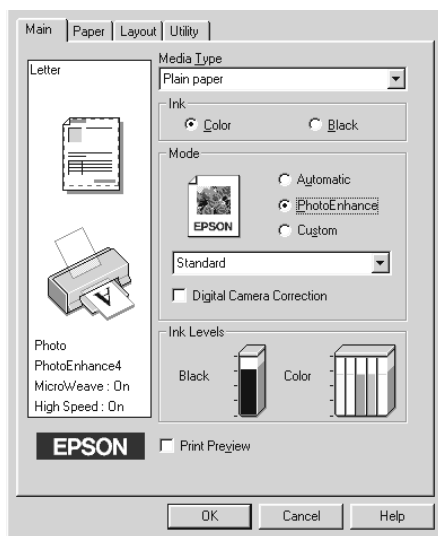 Main Paper Layout Utility
Letter
Media Type
Plain paper
Ink
Color Black
Mode
EPSON
Automatic
PhotoEnhance
Custom
Standard
Digital Camera Correction
Ink Levels
Black Color
A
Photo
PhotoEnhance4
MicroWeave : On
High Speed : On
EPSON
Print Preview
OK Cancel Help